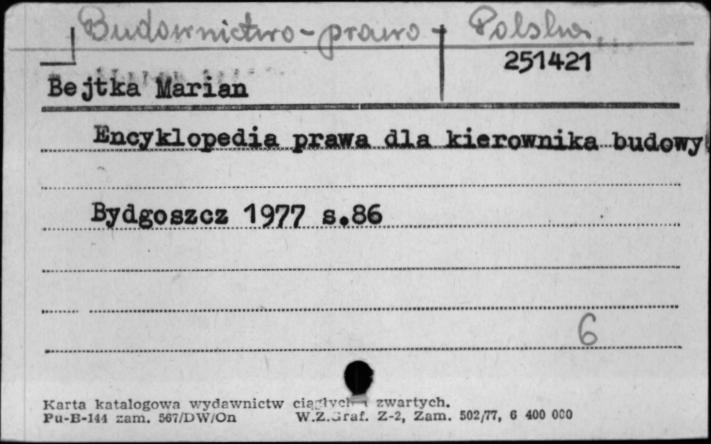 Budownictwo - prawo - Polska
251421
Bejtka Marian
Encyklopedia prawa dla kierownika budowy
Bydgoszcz 1977 s.86
6
Karta katalogowa wydawnictw ciągłych i zwartych.
Pu-B-144 zam. 567/DW/On W.Z.Graf. Z-2, Zam. 502/77, 6 400 000